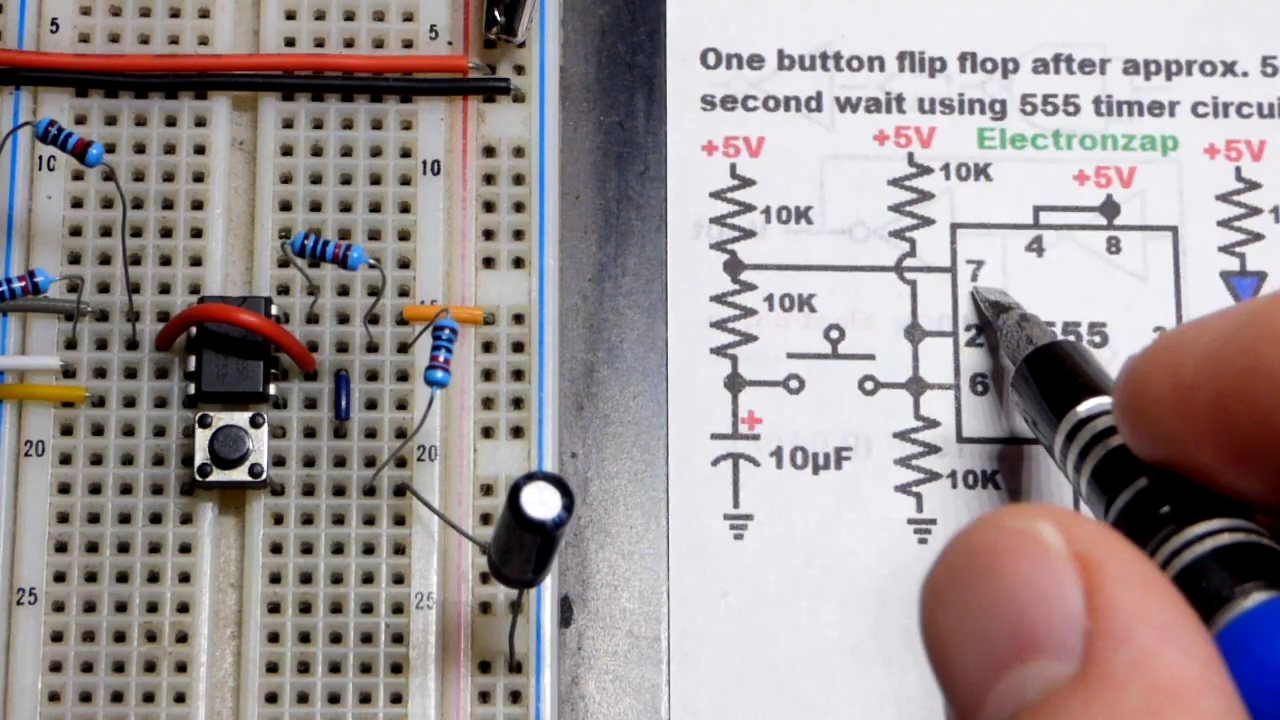 5
5
10
10
20
20
25
25
One button flip flop after approx. 5
second wait using 555 timer
+5V
+5V
Electronzap
+5V
10K
+5V
10K
4
8
7
10K
2
555
6
+
10µF
10K